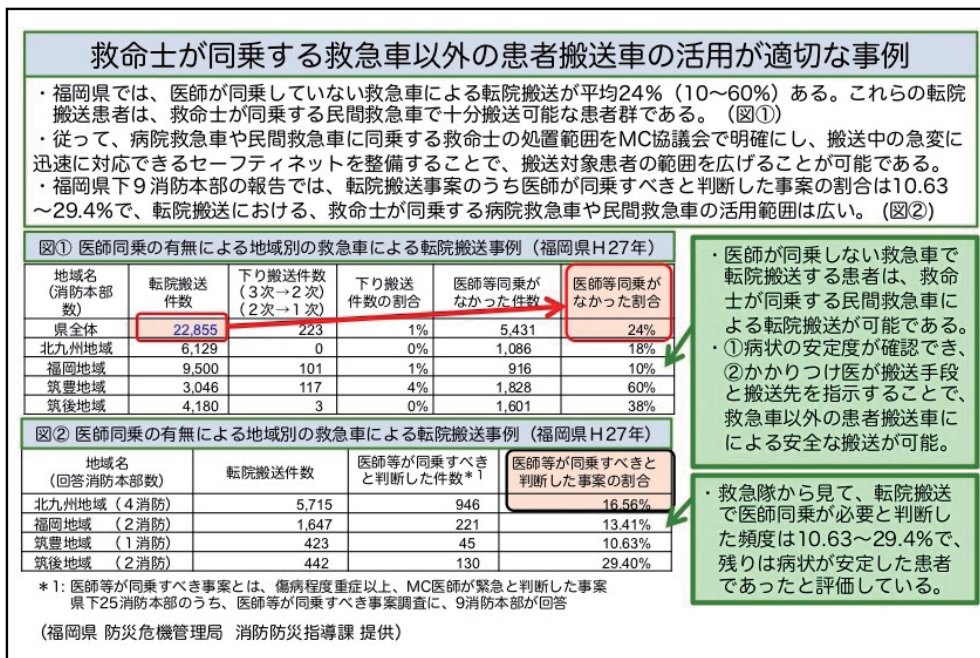 救命士が同乗する救急車以外の患者搬送車の活用が適切な事例
・福岡県では、医師が同乗していない救急車による転院搬送が平均24%（10～60%）ある。これらの転院
搬送患者は、救命士が同乗する民間救急車で十分搬送可能な患者群である。（図①）
・従って、病院救急車や民間救急車に同乗する救命士の処置範囲をMC協議会で明確にし、搬送中の急変に
迅速に対応できるセーフティネットを整備することで、搬送対象患者の範囲を広げることが可能である。
・福岡県下９消防本部の報告では、転院搬送事案のうち医師が同乗すべきと判断した事案の割合は10.63
～29.4%で、転院搬送における、救命士が同乗する病院救急車や民間救急車の活用範囲は広い。（図②）
図① 医師同乗の有無による地域別の救急車による転院搬送事例（福岡県H27年）
地域名（消防本部数） 転院搬送件数 下り搬送件数（３次→２次）（２次→１次） 下り搬送件数の割合 医師等同乗がなかった件数 医師等同乗がなかった割合
県全体 22,855 223 1% 5,431 24%
北九州地域 6,129 0 0% 1,086 18%
福岡地域 9,500 101 1% 916 10%
筑豊地域 3,046 117 4% 1,828 60%
筑後地域 4,180 3 0% 1,601 38%
・医師が同乗しない救急車で
転院搬送する患者は、救命
士が同乗する民間救急車に
よる転院搬送が可能である。
・①病状の安定度が確認でき、
②かかりつけ医が搬送手段
と搬送先を指示することで、
救急車以外の患者搬送車に
による安全な搬送が可能。
図② 医師同乗の有無による地域別の救急車による転院搬送事例（福岡県H27年）
地域名（回答消防本部数） 転院搬送件数 医師等が同乗すべきと判断した件数＊1 医師等が同乗すべきと判断した事案の割合
北九州地域（４消防） 5,715 946 16.56%
福岡地域（２消防） 1,647 221 13.41%
筑豊地域（１消防） 423 45 10.63%
筑後地域（２消防） 442 130 29.40%
・救急隊から見て、転院搬送
で医師同乗が必要と判断し
た頻度は10.63～29.4%で、
残りは病状が安定した患者
であったと評価している。
＊1: 医師等が同乗すべき事案とは、傷病程度重症以上、MC医師が緊急と判断した事案
県下25消防本部のうち、医師等が同乗すべき事案調査に、９消防本部が回答
（福岡県 防災危機管理局 消防防災指導課 提供）